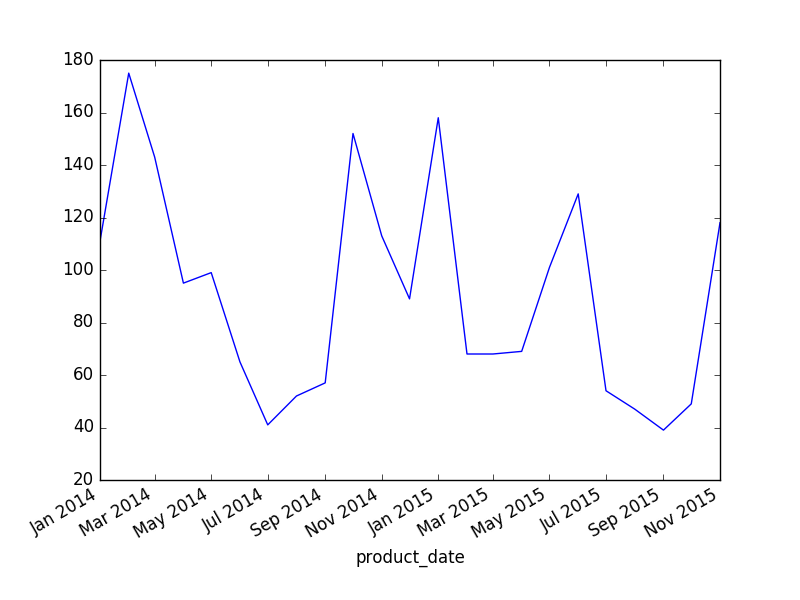 180
160
140
120
100
80
60
40
20
Jan 2014
Mar 2014
May 2014
Jul 2014
Sep 2014
Nov 2014
Jan 2015
Mar 2015
May 2015
Jul 2015
Sep 2015
Nov 2015
product_date